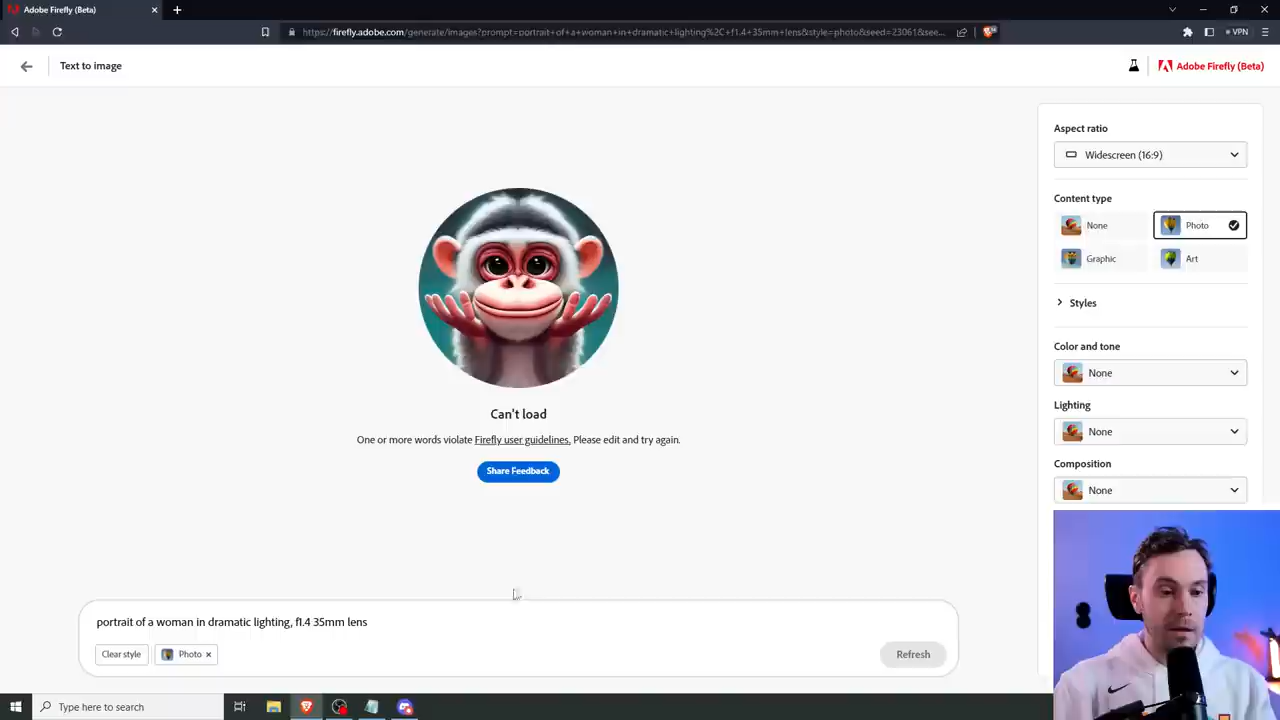 Adobe Firefly (Beta)
https://firefly.adobe.com/generate/images?prompt=portrait+of+a+woman+in+dramatic+lighting%2C+f1.4+35mm+lens&style=photo&seed=23061&see...
VPN
Text to image
Adobe Firefly (Beta)
Aspect ratio
Widescreen (16:9)
Content type
None
Photo
Graphic
Art
Styles
Color and tone
None
Lighting
None
Composition
None
Can't load
One or more words violate Firefly user guidelines. Please edit and try again.
Share Feedback
portrait of a woman in dramatic lighting, f1.4 35mm lens
Clear style
Photo
Refresh
Type here to search